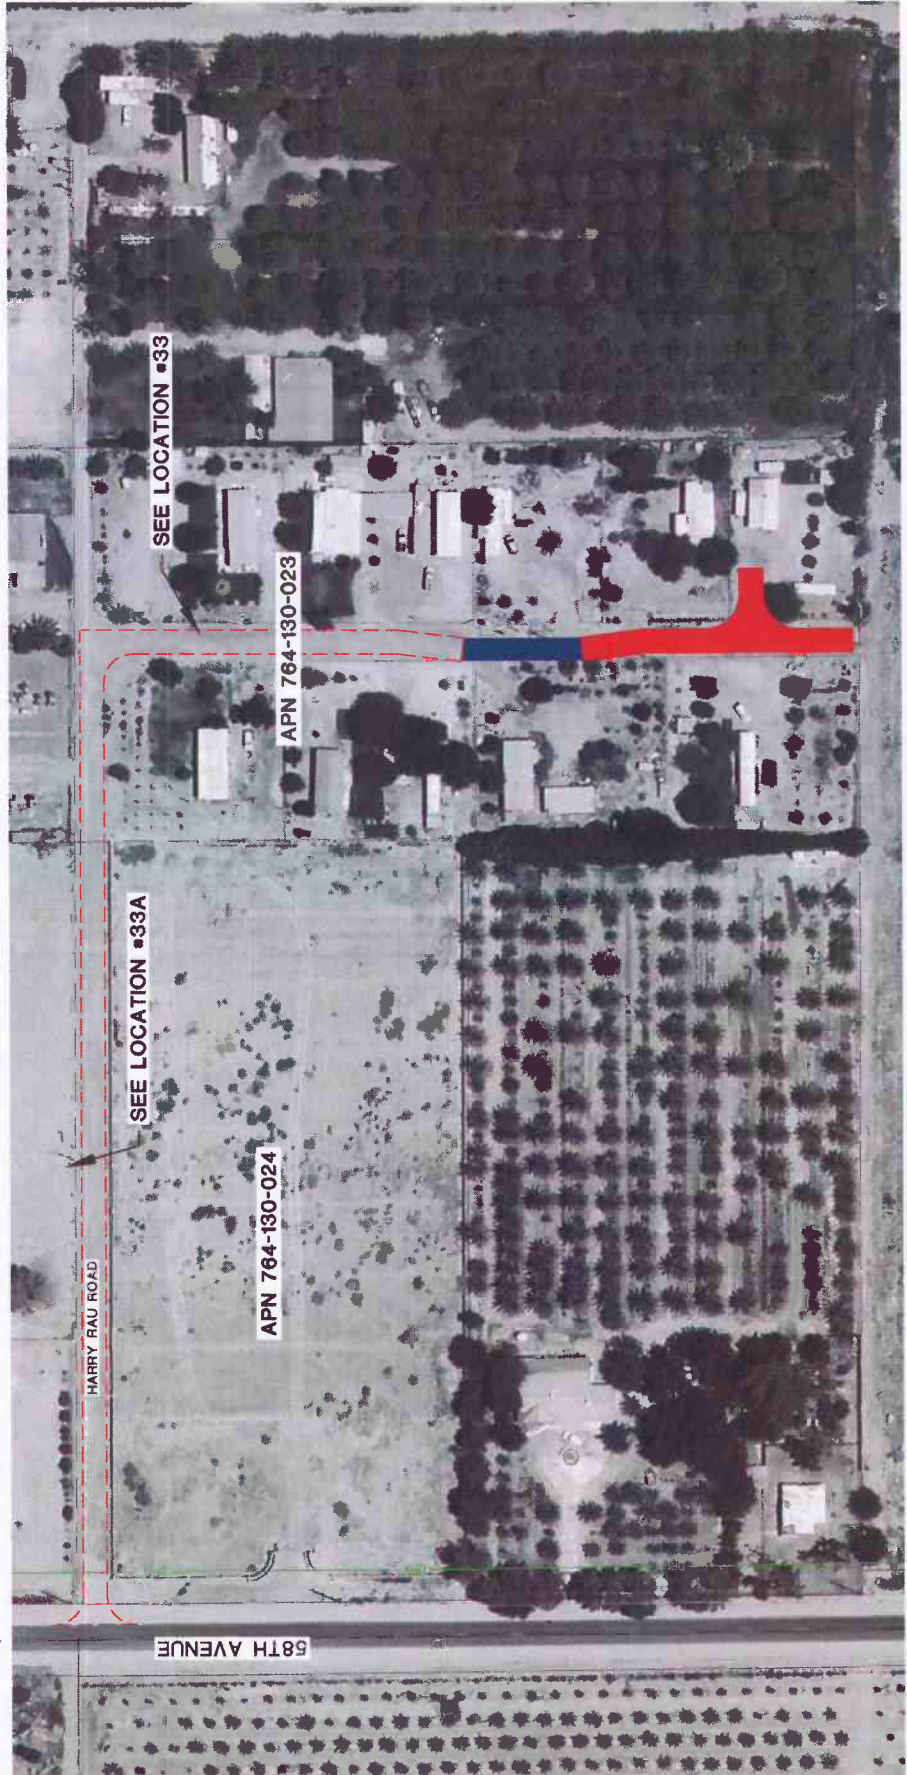 SEE LOCATION #33
APN 764-130-023
SEE LOCATION #33A
APN 764-130-024
HARRY RAU ROAD
58TH AVENUE